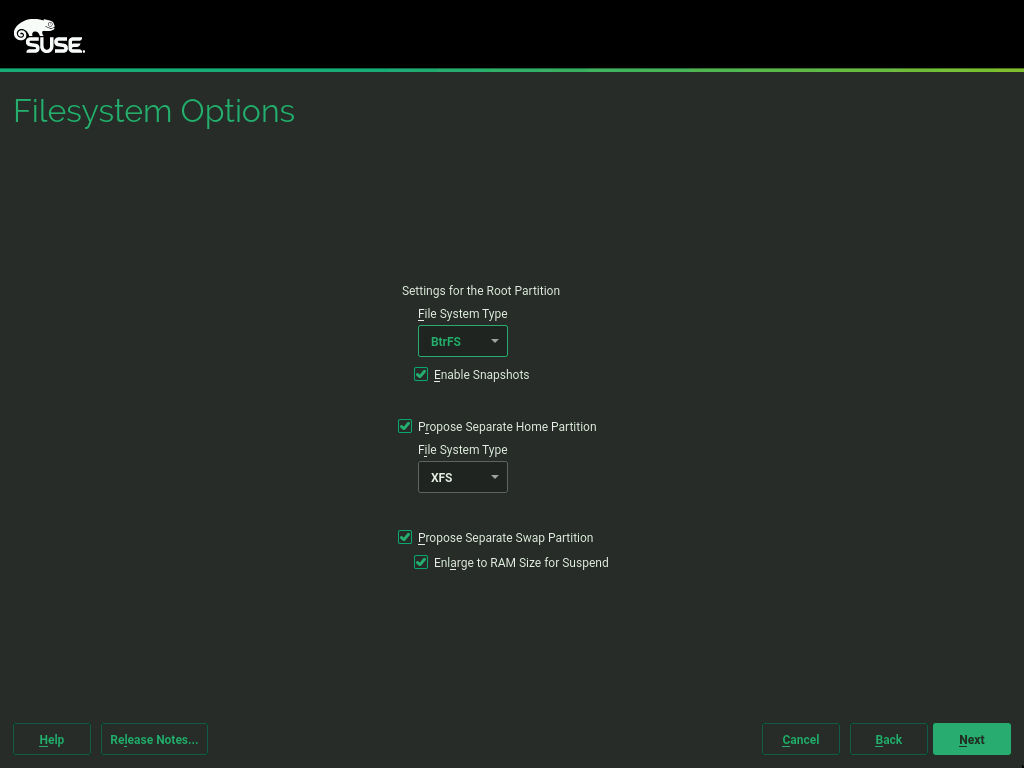 SUSE
Filesystem Options
Settings for the Root Partition
File System Type
BtrFS
Enable Snapshots
Propose Separate Home Partition
File System Type
XFS
Propose Separate Swap Partition
Enlarge to RAM Size for Suspend
Help
Release Notes...
Cancel
Back
Next